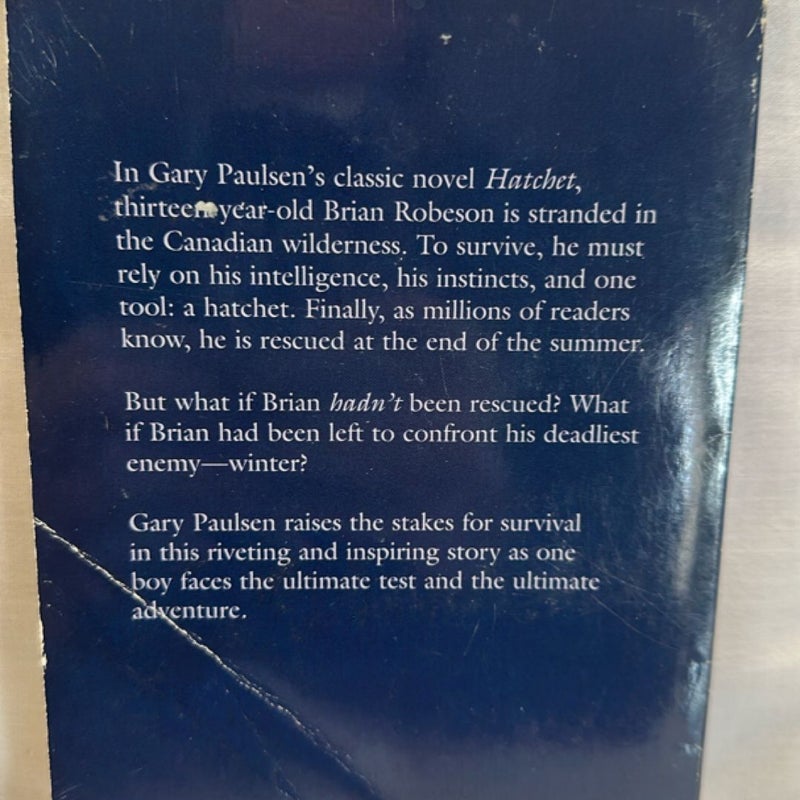 In Gary Paulsen's classic novel Hatchet,
thirteen-year-old Brian Robeson is stranded in
the Canadian wilderness. To survive, he must
rely on his intelligence, his instincts, and one
tool: a hatchet. Finally, as millions of readers
know, he is rescued at the end of the summer.
But what if Brian hadn't been rescued? What
if Brian had been left to confront his deadliest
enemy—winter?
Gary Paulsen raises the stakes for survival
in this riveting and inspiring story as one
boy faces the ultimate test and the ultimate
adventure.